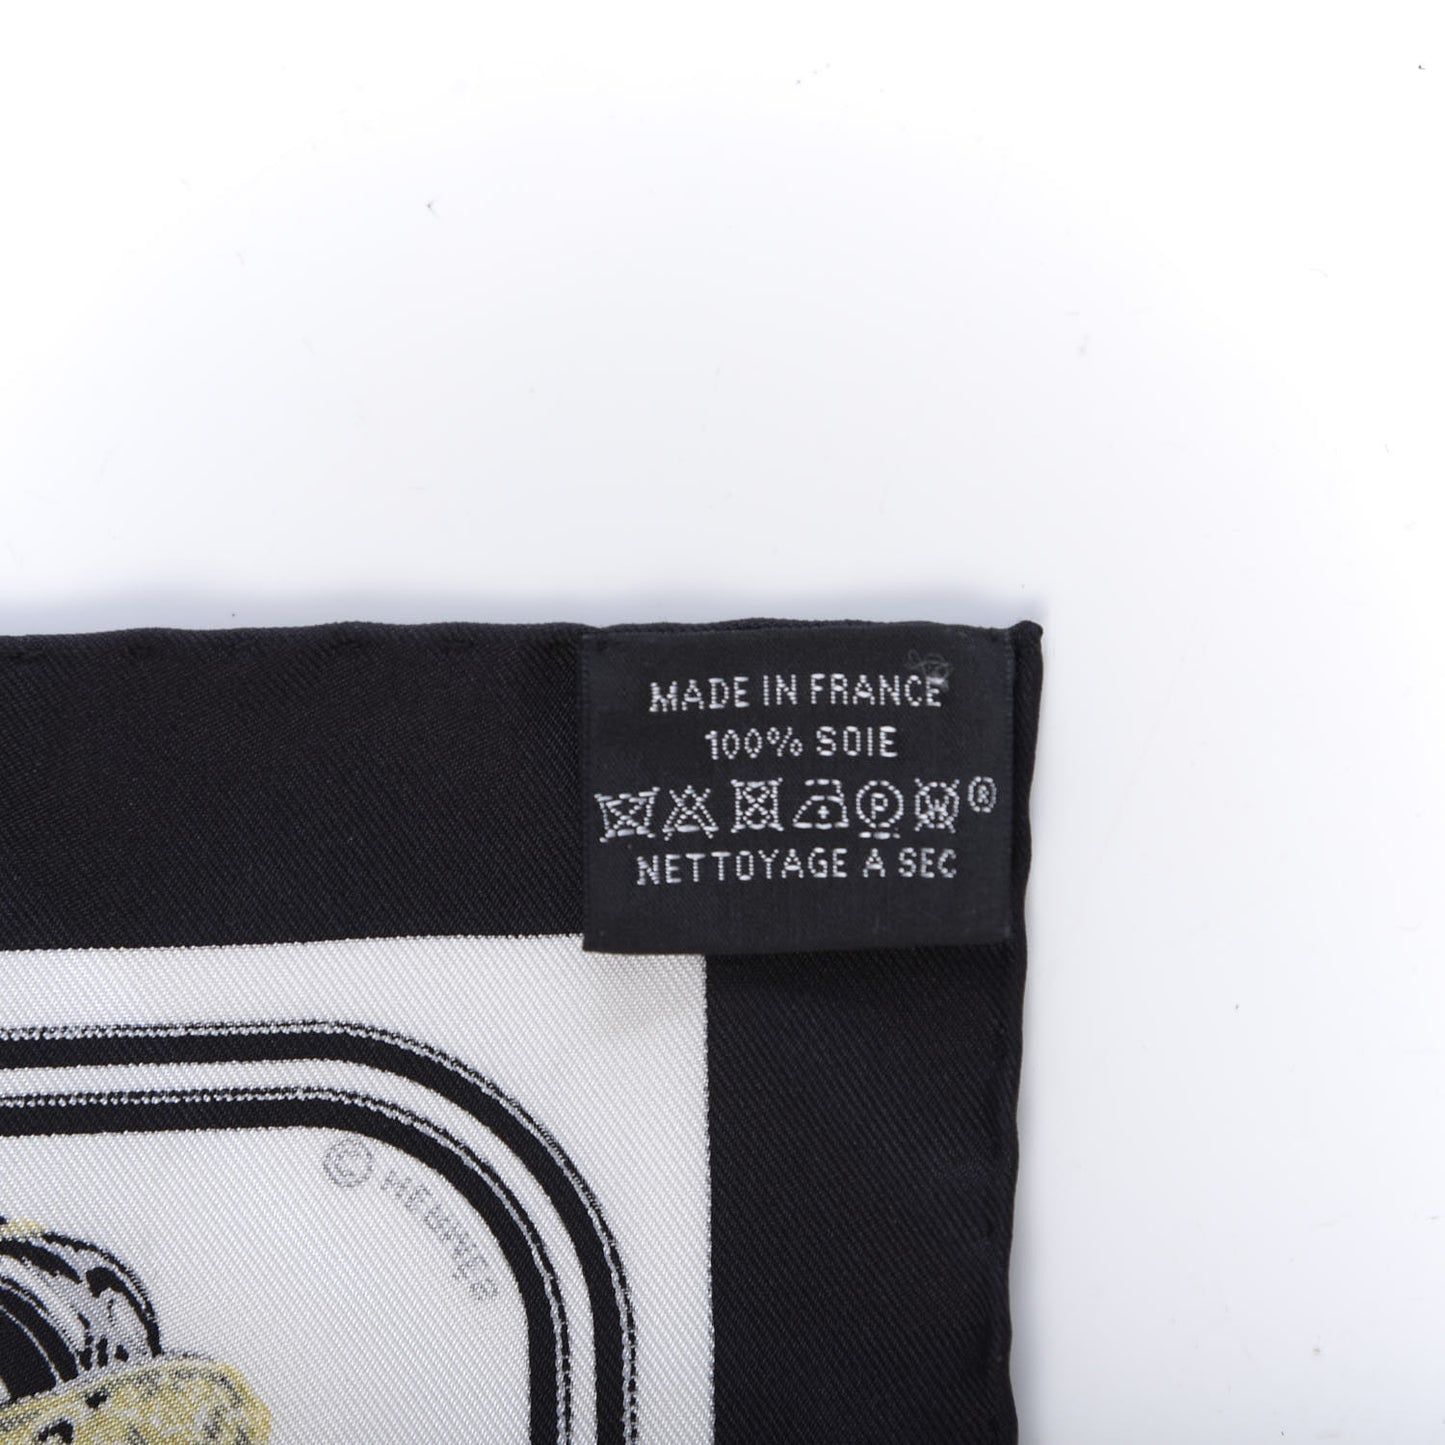 MADE IN FRANCE
100% SOIE
P W ®
NETTOYAGE A SEC
© HERMES